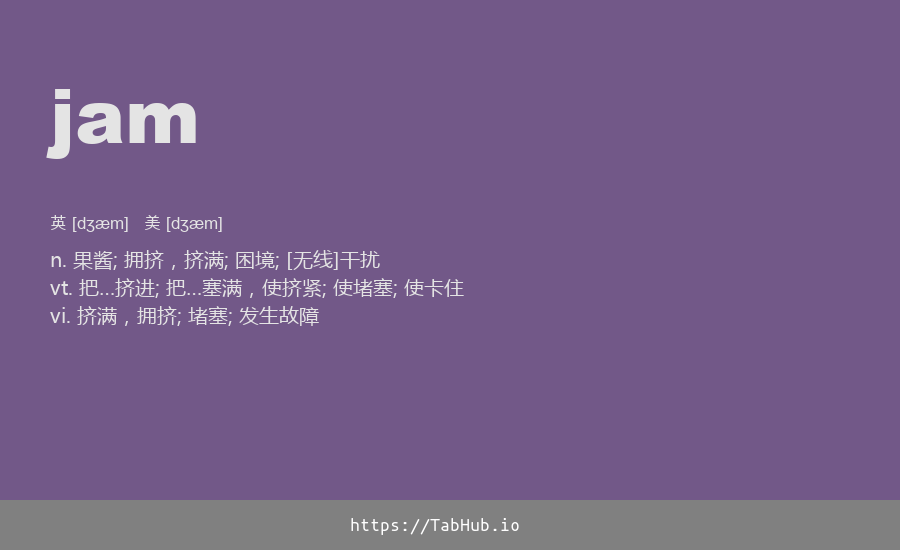 jam
英 [dʒæm] 美 [dʒæm]
n. 果酱; 拥挤，挤满; 困境; [无线]干扰
vt. 把...挤进; 把...塞满，使挤紧; 使堵塞; 使卡住
vi. 挤满，拥挤; 堵塞; 发生故障
https://TabHub.io